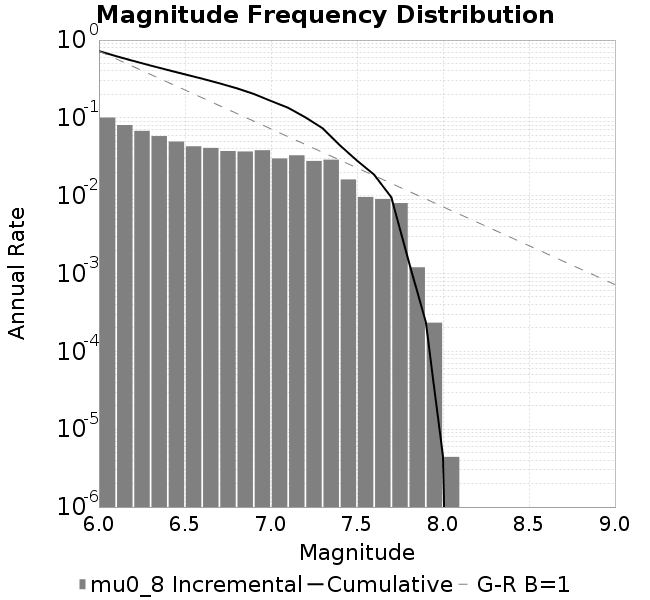 Magnitude Frequency Distribution
10^0
10^-1
10^-2
10^-3
10^-4
10^-5
10^-6
Annual Rate
6.0 6.5 7.0 7.5 8.0 8.5 9.0
Magnitude
mu0_8 Incremental Cumulative G-R B=1